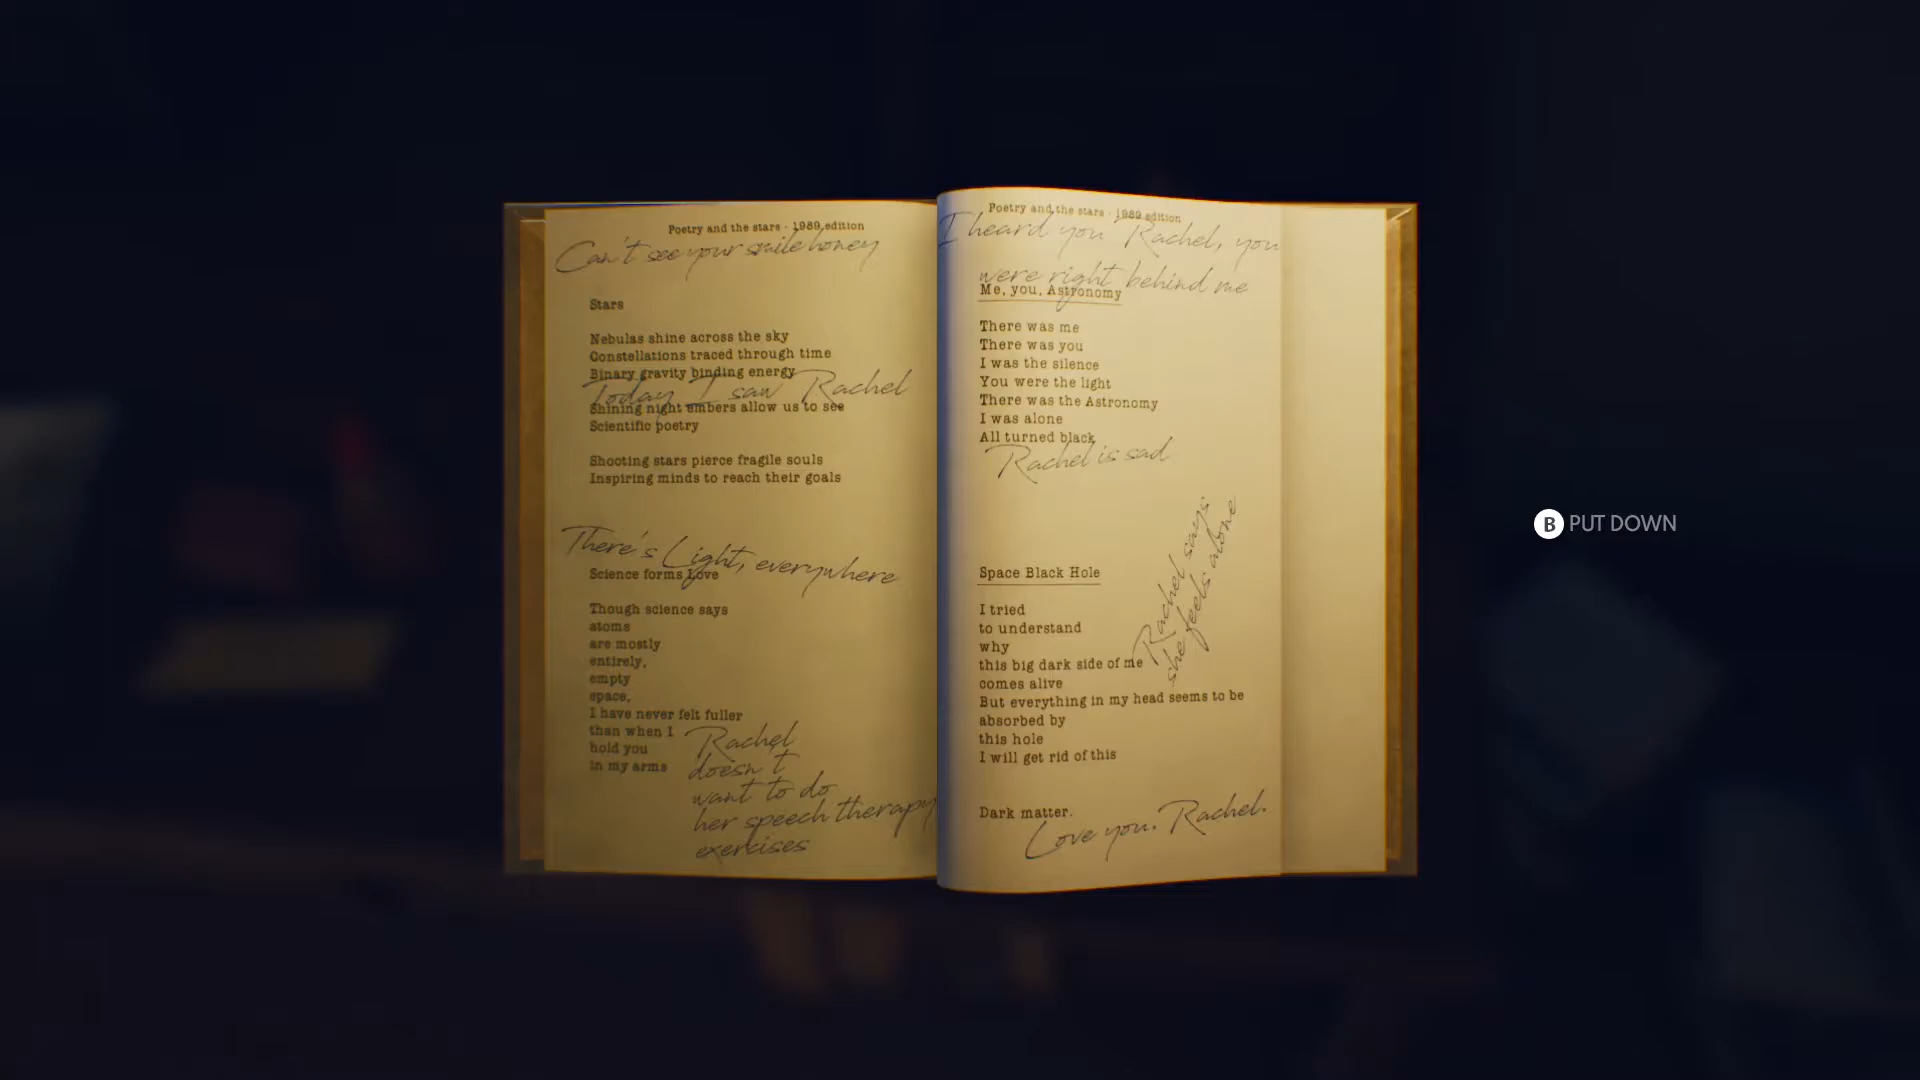 Poetry and the stars - 1989 edition
Can't see your smile honey
Stars
Nebulas shine across the sky
Constellations traced through time
Binary gravity binding energy
Today I saw Rachel
Shining night embers allow us to see
Scientific poetry
Shooting stars pierce fragile souls
Inspiring minds to reach their goals
There's Light, everywhere
Science forms Love
Though science says
atoms
are mostly
entirely,
empty
space,
I have never felt fuller
than when I
hold you
in my arms
Rachel
doesn't
want to do
her speech therapy
exercises
Poetry and the stars - 1989 edition
I heard you Rachel, you
were right behind me
Me, you, Astronomy
There was me
There was you
I was the silence
You were the light
There was the Astronomy
I was alone
All turned black
Rachel is sad
Rachel says
she feels alone
Space Black Hole
I tried
to understand
why
this big dark side of me
comes alive
But everything in my head seems to be
absorbed by
this hole
I will get rid of this
Dark matter.
Love you. Rachel.
B PUT DOWN